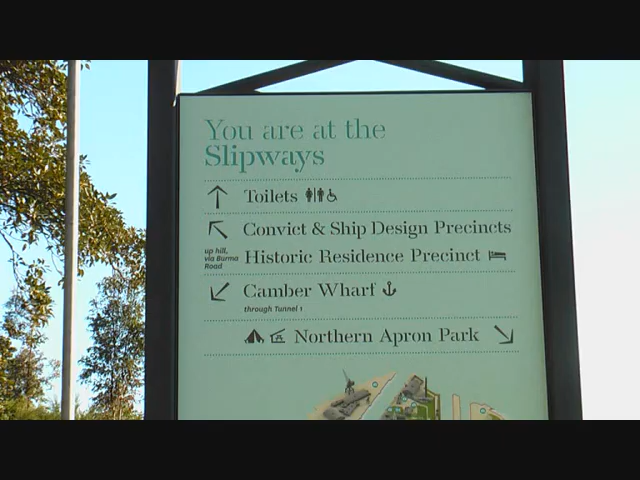 You are at the
Slipways
Toilets
Convict & Ship Design Precincts
up hill,
via Burma
Road
Historic Residence Precinct
Camber Wharf
through Tunnel 1
Northern Apron Park